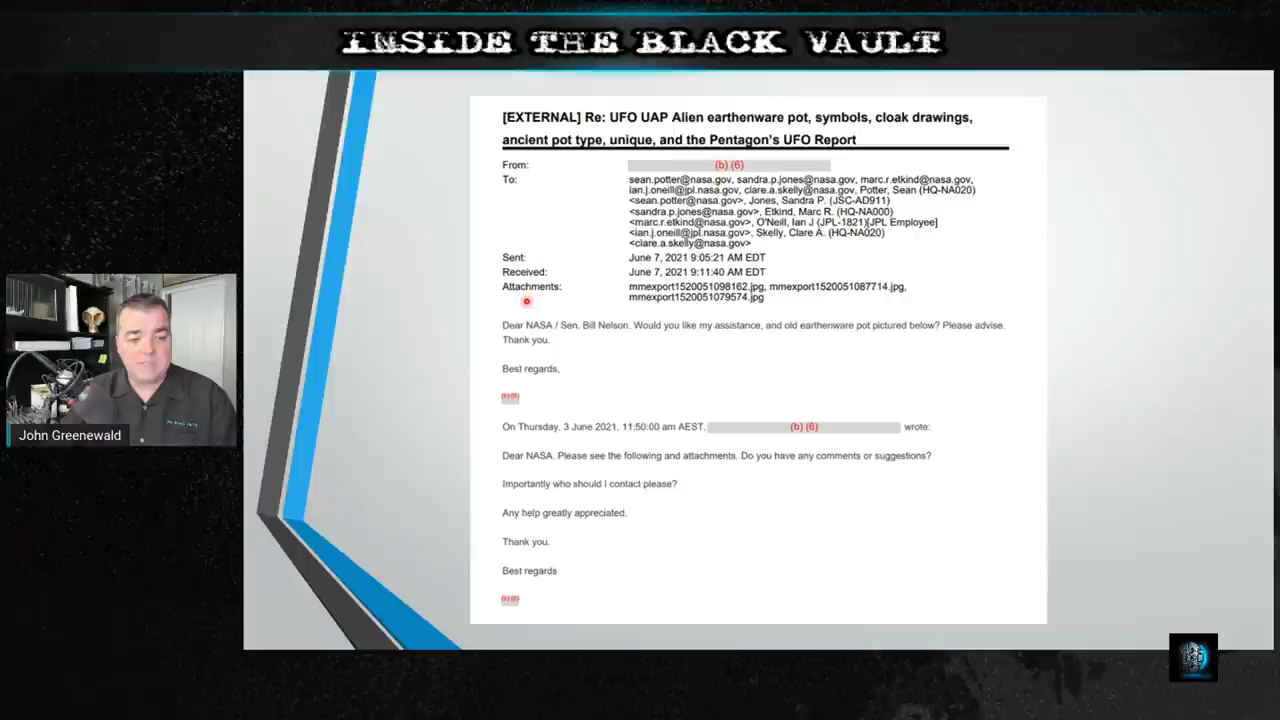 INSIDE THE BLACK VAULT
[EXTERNAL] Re: UFO UAP Alien earthenware pot, symbols, cloak drawings,
ancient pot type, unique, and the Pentagon's UFO Report
From: (b) (6)
To: sean.potter@nasa.gov, sandra.p.jones@nasa.gov, marc.r.etkind@nasa.gov,
ian.j.oneill@jpl.nasa.gov, clare.a.skelly@nasa.gov, Potter, Sean (HQ-NA020)
<sean.potter@nasa.gov>, Jones, Sandra P. (JSC-AD911)
<sandra.p.jones@nasa.gov>, Etkind, Marc R. (HQ-NA000)
<marc.r.etkind@nasa.gov>, O'Neill, Ian J (JPL-1821)[JPL Employee]
<ian.j.oneill@jpl.nasa.gov>, Skelly, Clare A. (HQ-NA020)
<clare.a.skelly@nasa.gov>
Sent: June 7, 2021 9:05:21 AM EDT
Received: June 7, 2021 9:11:40 AM EDT
Attachments: mmexport1520051098162.jpg, mmexport1520051087714.jpg,
mmexport1520051079574.jpg
Dear NASA / Sen. Bill Nelson. Would you like my assistance, and old earthenware pot pictured below? Please advise.
Thank you.
Best regards,
(b) (6)
On Thursday, 3 June 2021, 11:50:00 am AEST, (b) (6) wrote:
Dear NASA. Please see the following and attachments. Do you have any comments or suggestions?
Importantly who should I contact please?
Any help greatly appreciated.
Thank you.
Best regards
(b) (6)
John Greenewald